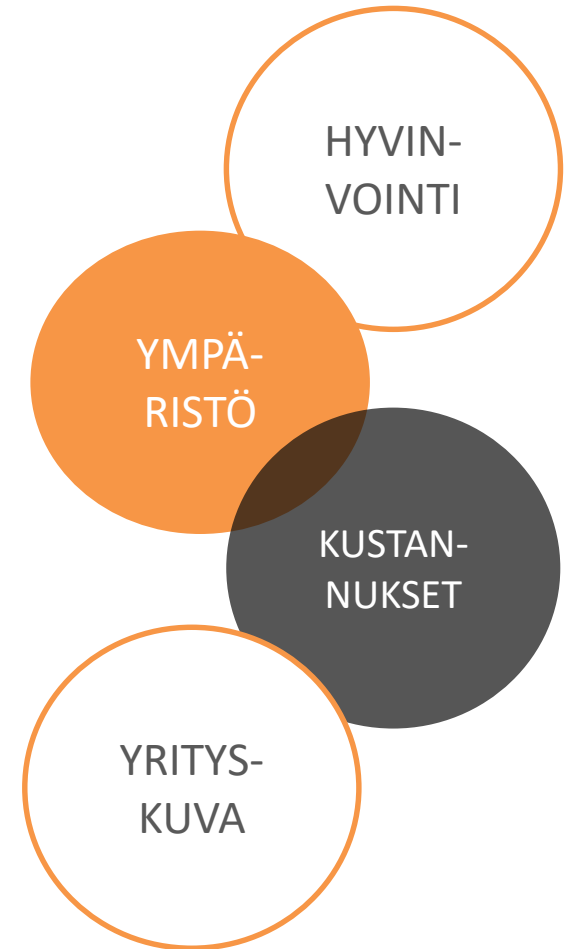 HYVIN-
VOINTI
YMPÄ-
RISTÖ
KUSTAN-
NUKSET
YRITYS-
KUVA